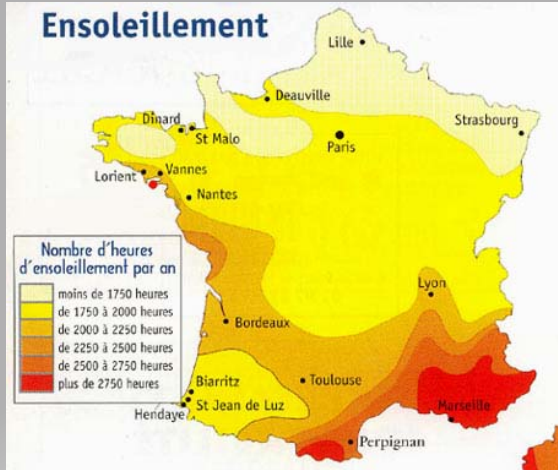 Ensoleillement
Lille
Deauville
Dinard
St Malo
Strasbourg
Paris
Lorient
Vannes
Nantes
Nombre d'heures
d'ensoleillement par an
moins de 1750 heures
de 1750 à 2000 heures
de 2000 à 2250 heures
de 2250 à 2500 heures
de 2500 à 2750 heures
plus de 2750 heures
Lyon
Bordeaux
Biarritz
Toulouse
St Jean de Luz
Hendaye
Marseille
Perpignan